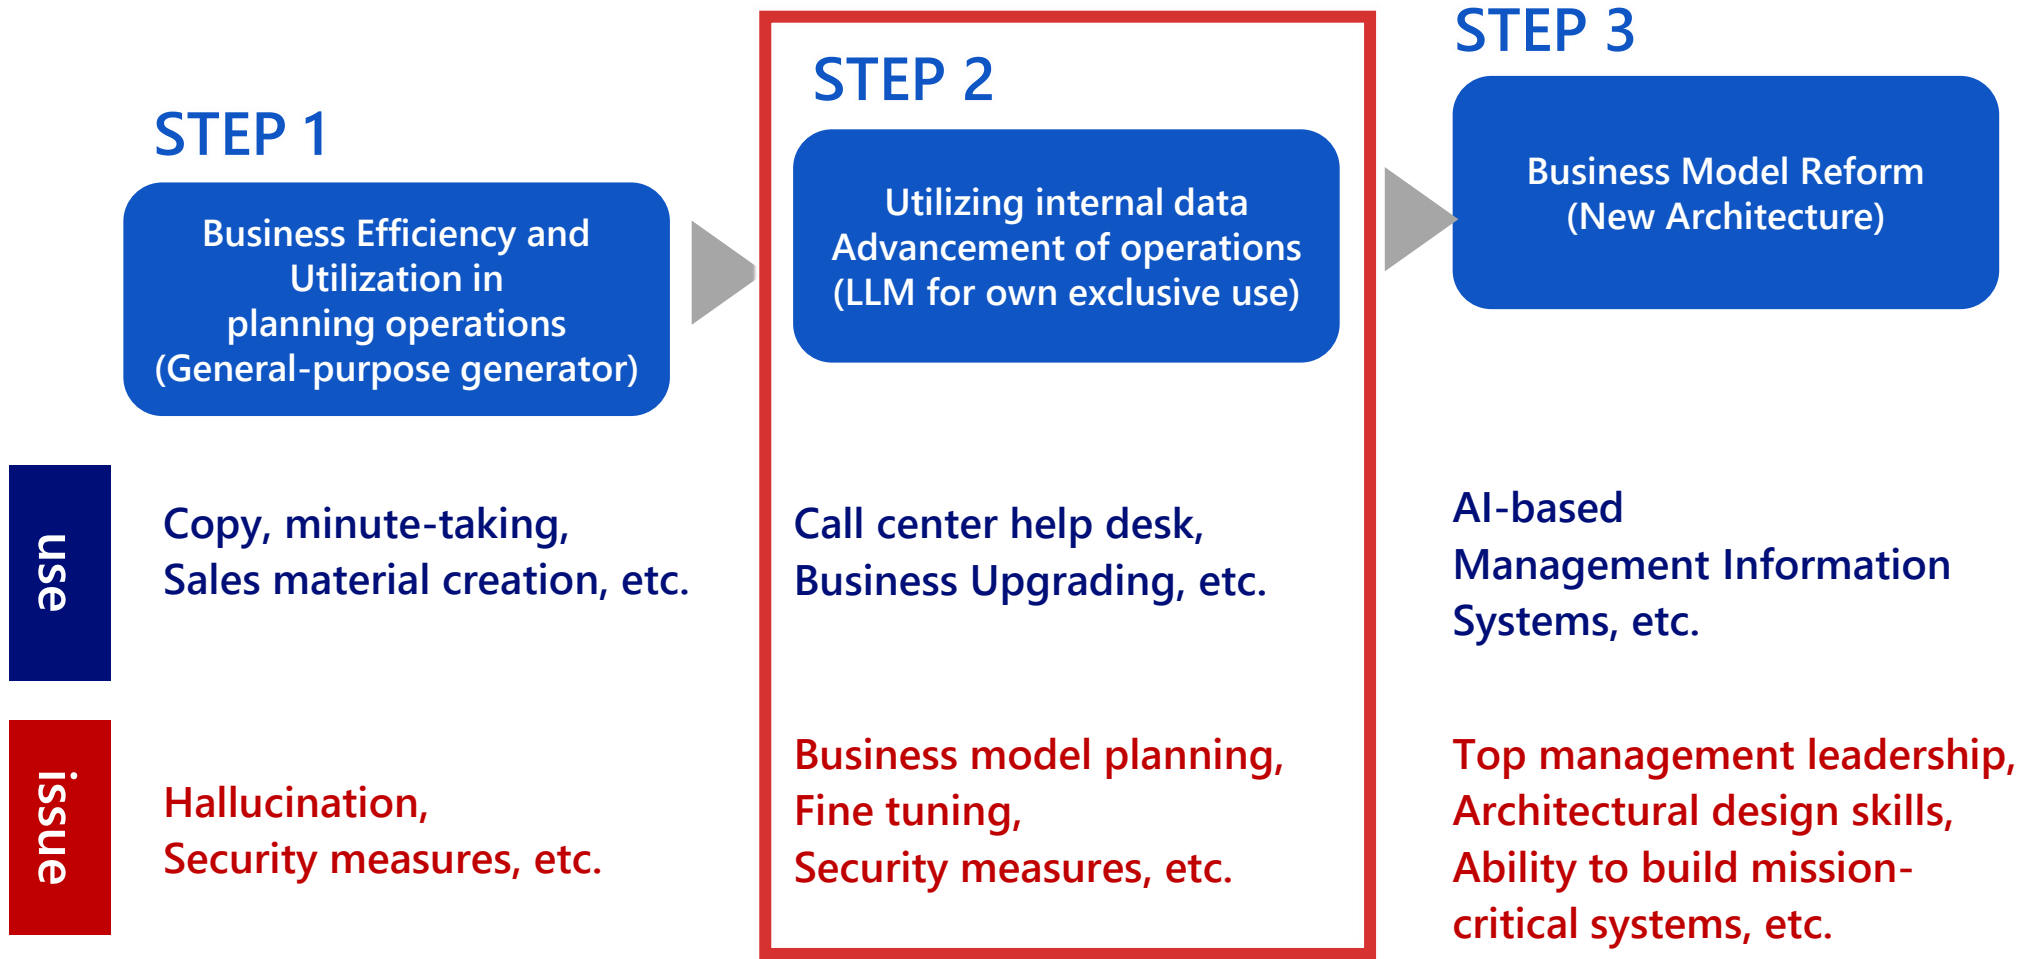 STEP 1
Business Efficiency and
Utilization in
planning operations
(General-purpose generator)
STEP 2
Utilizing internal data
Advancement of operations
(LLM for own exclusive use)
STEP 3
Business Model Reform
(New Architecture)
use
Copy, minute-taking,
Sales material creation, etc.
Call center help desk,
Business Upgrading, etc.
AI-based
Management Information
Systems, etc.
issue
Hallucination,
Security measures, etc.
Business model planning,
Fine tuning,
Security measures, etc.
Top management leadership,
Architectural design skills,
Ability to build mission-
critical systems, etc.